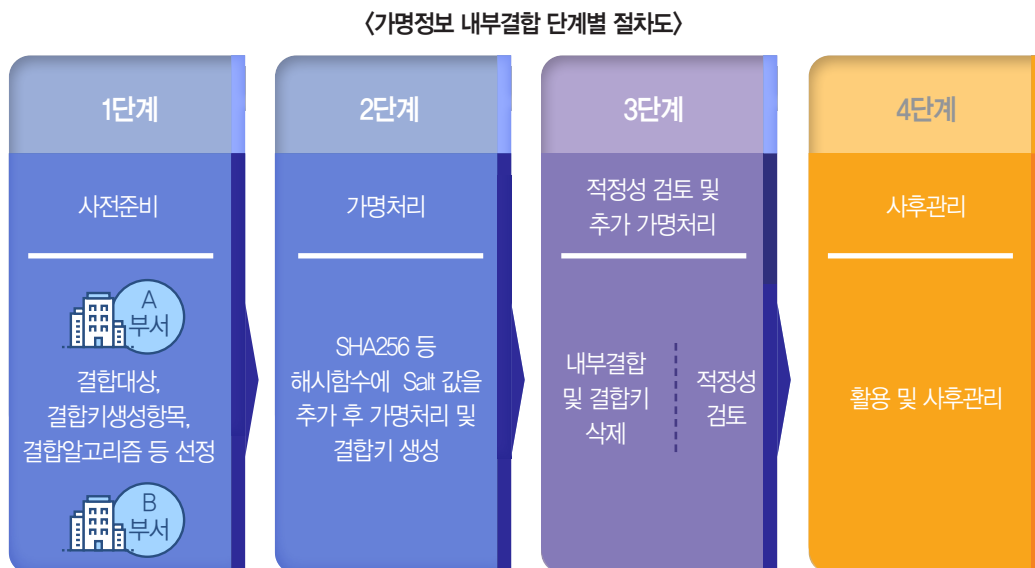 〈가명정보 내부결합 단계별 절차도〉
1단계
사전준비
A
부서
결합대상,
결합키생성항목,
결합알고리즘 등 선정
B
부서
2단계
가명처리
SHA256 등
해시함수에 Salt 값을
추가 후 가명처리 및
결합키 생성
3단계
적정성 검토 및
추가 가명처리
내부결합
및 결합키
삭제
적정성
검토
4단계
사후관리
활용 및 사후관리